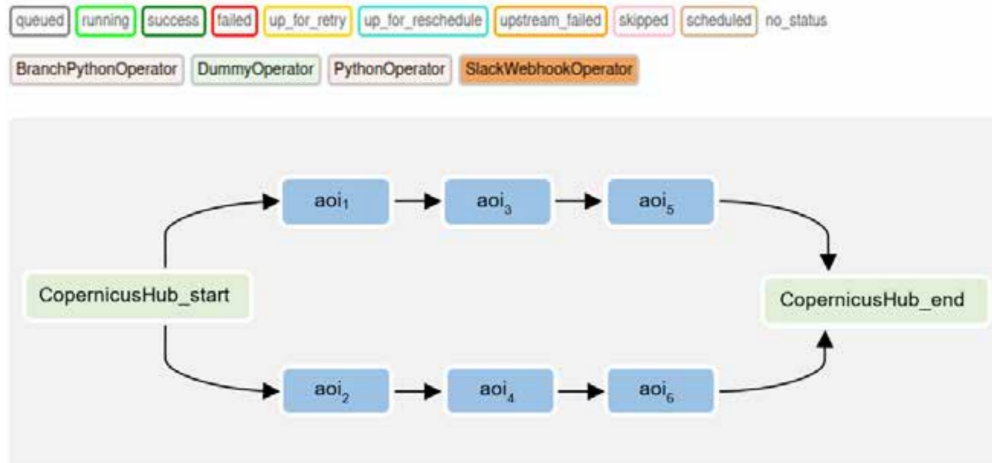 queued running success failed up_for_retry up_for_reschedule upstream_failed skipped scheduled no_status
BranchPythonOperator DummyOperator PythonOperator SlackWebhookOperator
aoi₁ aoi₃ aoi₅
CopernicusHub_start CopernicusHub_end
aoi₂ aoi₄ aoi₆